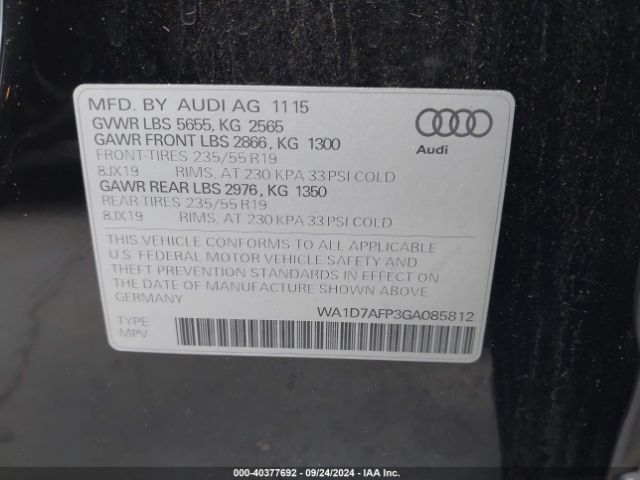 MFD. BY AUDI AG 11 15
GVWR LBS 5655, KG 2565
GAWR FRONT LBS 2866, KG 1300
FRONT-TIRES 235/55 R19
8JX19 RIMS, AT 230 KPA 33 PSI COLD
GAWR REAR LBS 2976, KG 1350
REAR-TIRES 235/55 R19
8JX19 RIMS, AT 230 KPA 33 PSI COLD
Audi
THIS VEHICLE CONFORMS TO ALL APPLICABLE
U.S. FEDERAL MOTOR VEHICLE SAFETY AND
THEFT PREVENTION STANDARDS IN EFFECT ON
THE DATE OF MANUFACTURE SHOWN ABOVE.
GERMANY
WA1D7AFP3GA085812
TYPE
MPV
000-40377692 - 09/24/2024 - IAA Inc.